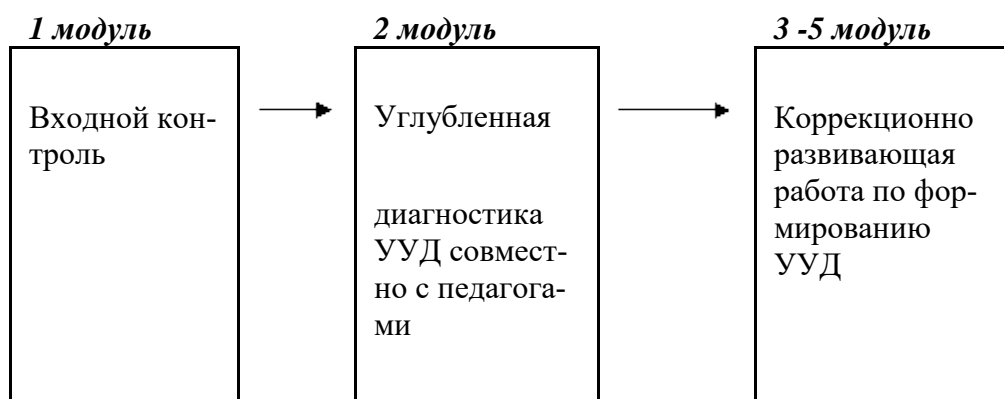 1 модуль
Входной кон-
троль
2 модуль
Углубленная
диагностика
УУД совмест-
но с педагога-
ми
3 -5 модуль
Коррекционно
развивающая
работа по фор-
мированию
УУД